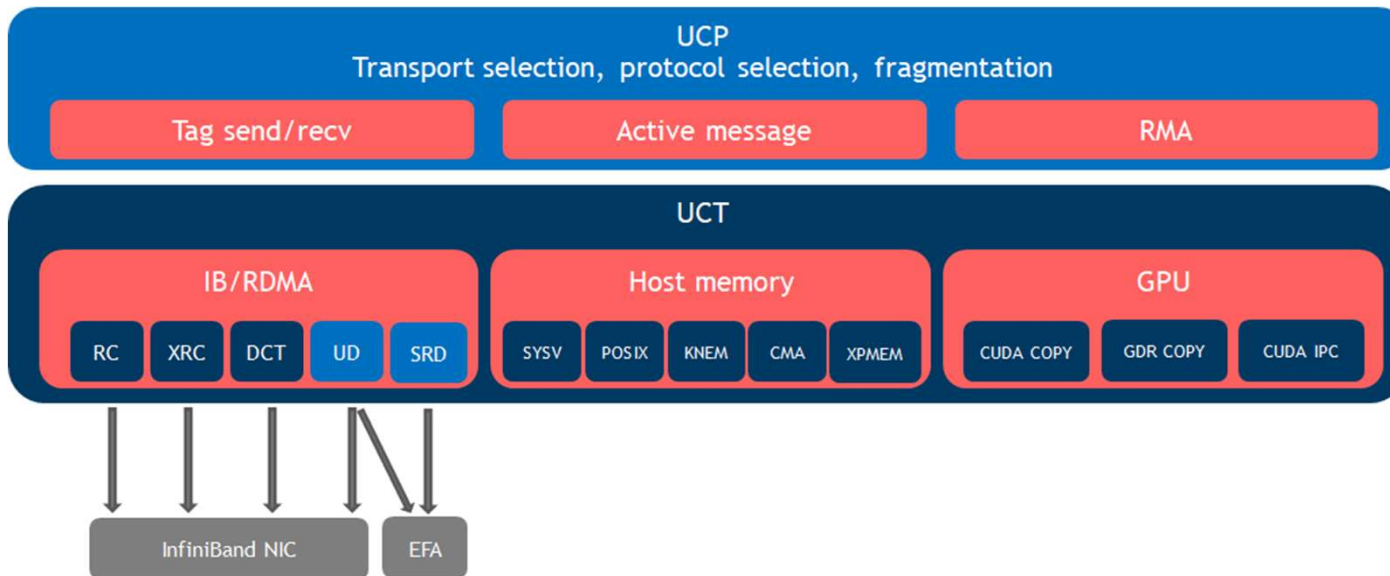 UCP
Transport selection, protocol selection, fragmentation
Tag send/recv
Active message
RMA
UCT
IB/RDMA
Host memory
GPU
RC
XRC
DCT
UD
SRD
SYSV
POSIX
KNEM
CMA
XPMEM
CUDA COPY
GDR COPY
CUDA IPC
InfiniBand NIC
EFA